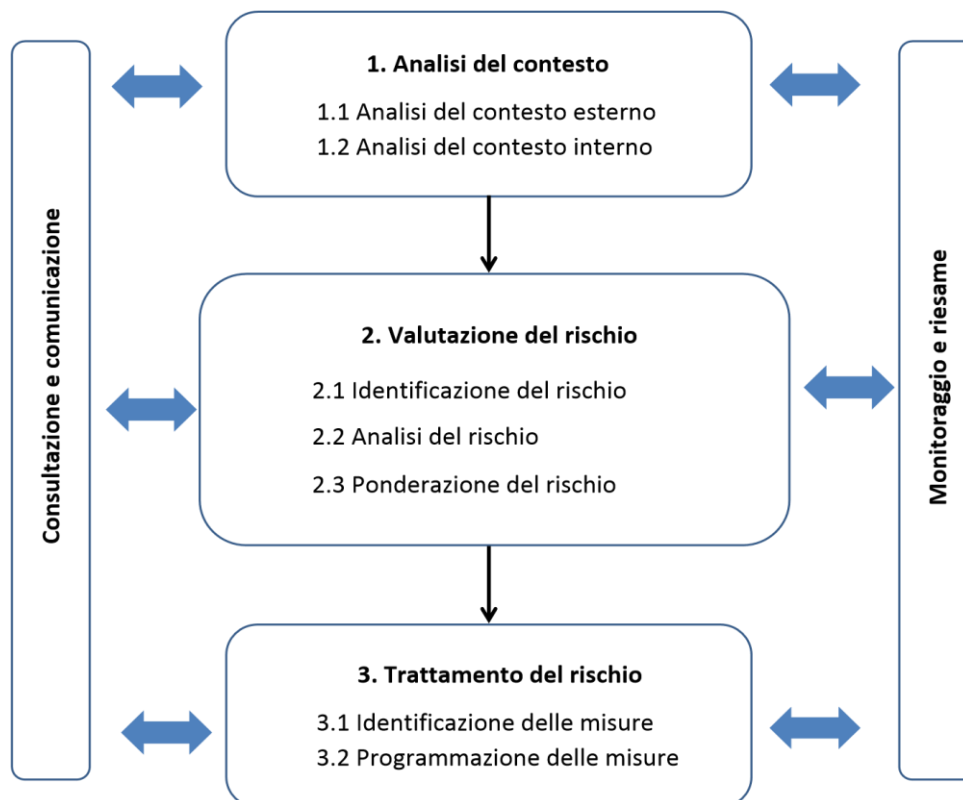 Consultazione e comunicazione
1. Analisi del contesto
1.1 Analisi del contesto esterno
1.2 Analisi del contesto interno
2. Valutazione del rischio
2.1 Identificazione del rischio
2.2 Analisi del rischio
2.3 Ponderazione del rischio
3. Trattamento del rischio
3.1 Identificazione delle misure
3.2 Programmazione delle misure
Monitoraggio e riesame